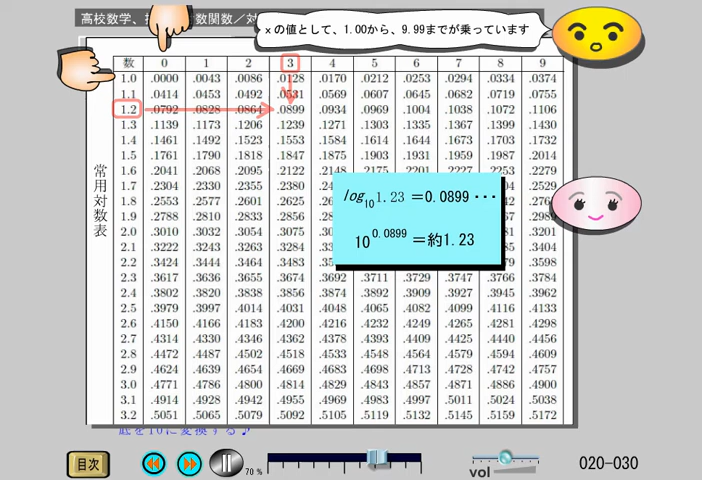 高校数学、
数関数/対
xの値として、1.00から、9.99までが乗っています
数 0 1 2 3 4 5 6 7 8 9
1.0 .0000 .0043 .0086 .0128 .0170 .0212 .0253 .0294 .0334 .0374
1.1 .0414 .0453 .0492 .0531 .0569 .0607 .0645 .0682 .0719 .0755
1.2 .0792 .0828 .0864 .0899 .0934 .0969 .1004 .1038 .1072 .1106
1.3 .1139 .1173 .1206 .1239 .1271 .1303 .1335 .1367 .1399 .1430
1.4 .1461 .1492 .1523 .1553 .1584 .1614 .1644 .1673 .1703 .1732
1.5 .1761 .1790 .1818 .1847 .1875 .1903 .1931 .1959 .1987 .2014
1.6 .2041 .2068 .2095 .2122 .2148 .2175 .2201 .2227 .2253 .2279
1.7 .2304 .2330 .2355 .2380 .2529
1.8 .2553 .2577 .2601
1.9 .2788 .2810 .2833
2.0 .3010 .3032 .3054 .3201
2.1 .3222 .3243 .3263 .3404
2.2 .3424 .3444 .3464 .3483 .3598
2.3 .3617 .3636 .3655 .3674 .3692 .3711 .3729 .3747 .3766 .3784
2.4 .3802 .3820 .3838 .3856 .3874 .3892 .3909 .3927 .3945 .3962
2.5 .3979 .3997 .4014 .4031 .4048 .4065 .4082 .4099 .4116 .4133
2.6 .4150 .4166 .4183 .4200 .4216 .4232 .4249 .4265 .4281 .4298
2.7 .4314 .4330 .4346 .4362 .4378 .4393 .4409 .4425 .4440 .4456
2.8 .4472 .4487 .4502 .4518 .4533 .4548 .4564 .4579 .4594 .4609
2.9 .4624 .4639 .4654 .4669 .4683 .4698 .4713 .4728 .4742 .4757
3.0 .4771 .4786 .4800 .4814 .4829 .4843 .4857 .4871 .4886 .4900
3.1 .4914 .4928 .4942 .4955 .4969 .4983 .4997 .5011 .5024 .5038
3.2 .5051 .5065 .5079 .5092 .5105 .5119 .5132 .5145 .5159 .5172
常用対数表
log10 1.23 =0.0899・・・
10^0.0899 =約1.23
底を10に変換する♪
目次
70 %
vol
020-030